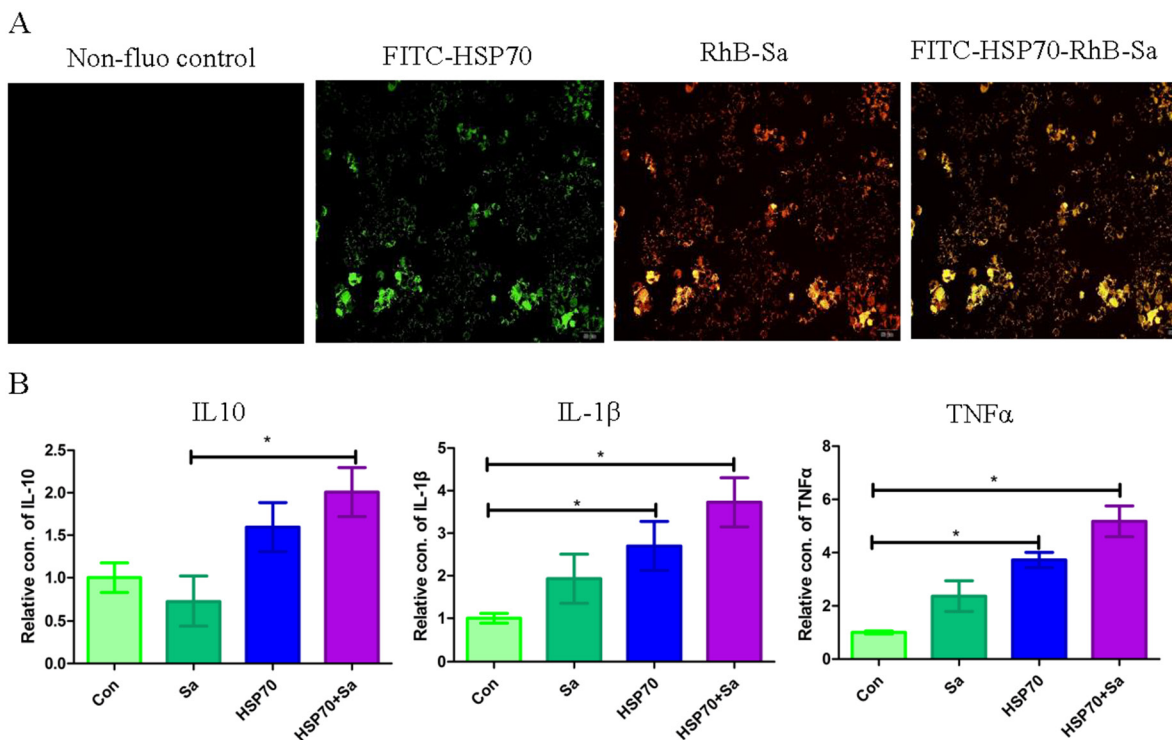 A
Non-fluo control
FITC-HSP70
RhB-Sa
FITC-HSP70-RhB-Sa
B
IL10
Relative con. of IL-10
2.5
2.0
1.5
1.0
0.5
0.0
*
Con
Sa
HSP70
HSP70+Sa
IL-1β
Relative con. of IL-1β
5
4
3
2
1
0
*
*
Con
Sa
HSP70
HSP70+Sa
TNFα
Relative con. of TNFα
8
6
4
2
0
*
*
Con
Sa
HSP70
HSP70+Sa